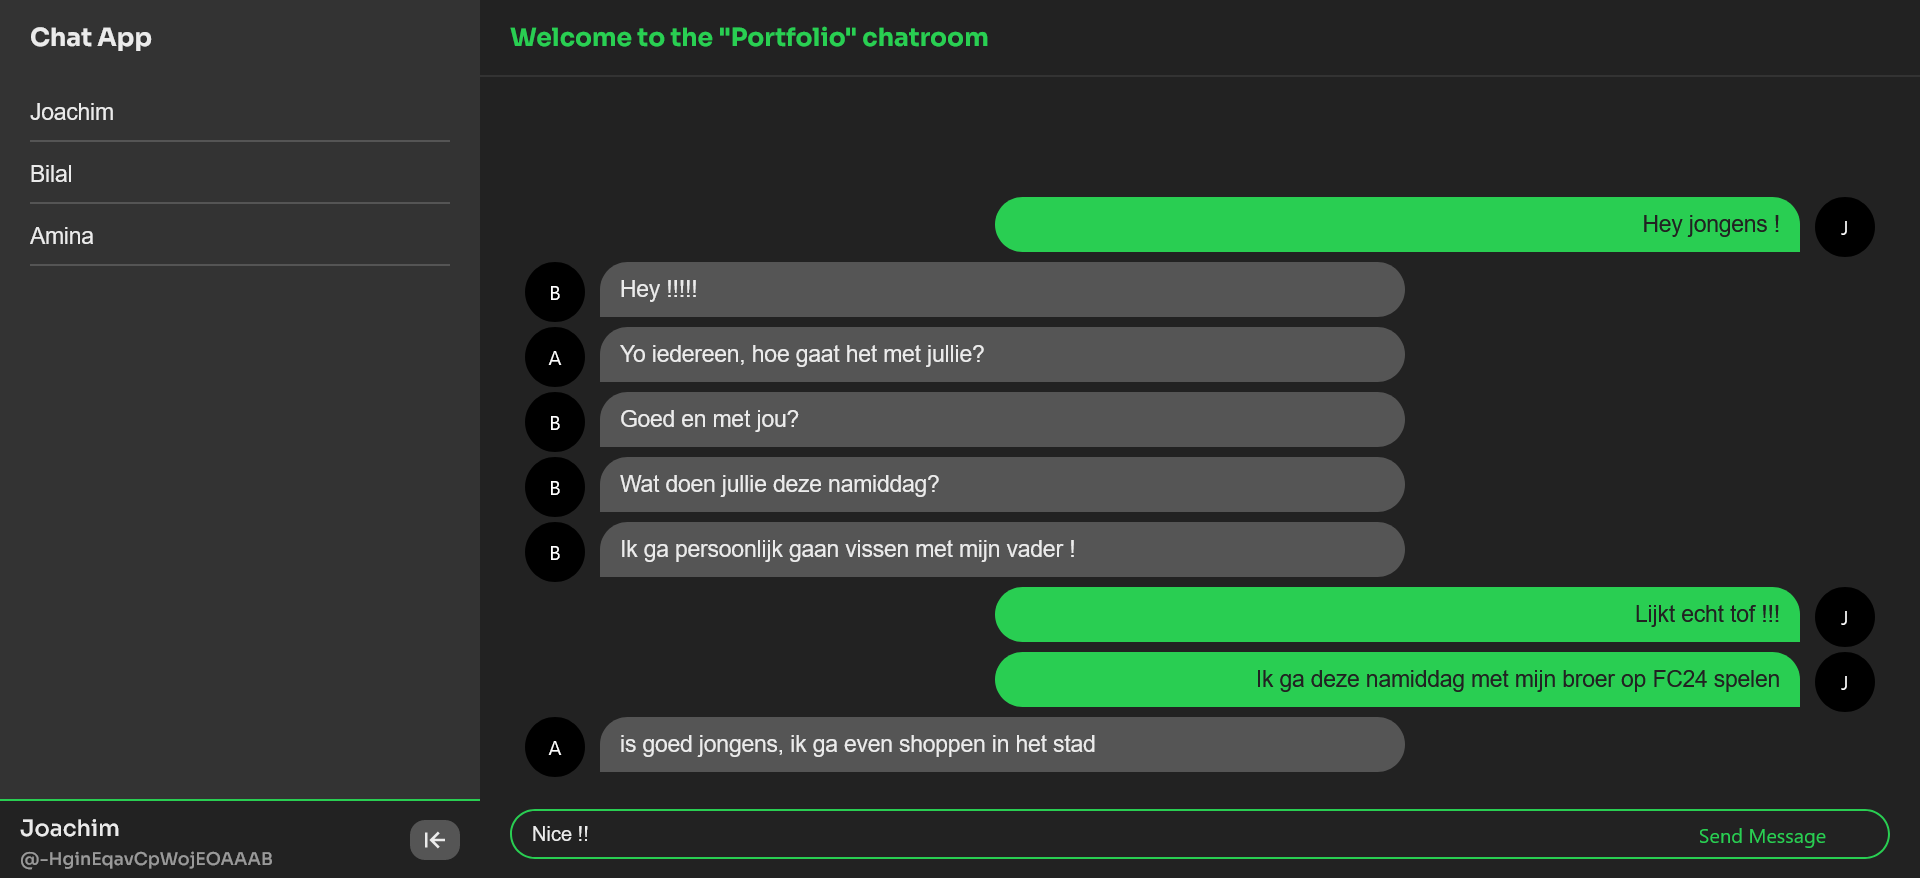 Chat App
Joachim
Bilal
Amina
Joachim
@-HginEqavCpWojEOAAAB
Welcome to the "Portfolio" chatroom
Hey jongens !
J
B
Hey !!!!!
A
Yo iedereen, hoe gaat het met jullie?
B
Goed en met jou?
B
Wat doen jullie deze namiddag?
B
Ik ga persoonlijk gaan vissen met mijn vader !
Lijkt echt tof !!!
J
Ik ga deze namiddag met mijn broer op FC24 spelen
J
A
is goed jongens, ik ga even shoppen in het stad
Nice !!
Send Message